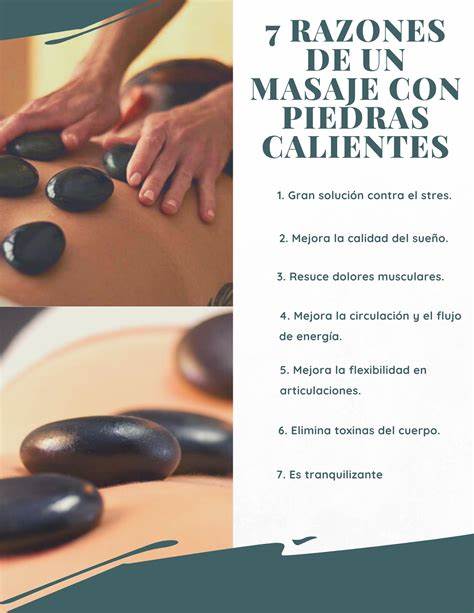 7 RAZONES
DE UN
MASAJE CON
PIEDRAS
CALIENTES
1. Gran solución contra el stres.
2. Mejora la calidad del sueño.
3. Resuce dolores musculares.
4. Mejora la circulación y el flujo
de energía.
5. Mejora la flexibilidad en
articulaciones.
6. Elimina toxinas del cuerpo.
7. Es tranquilizante